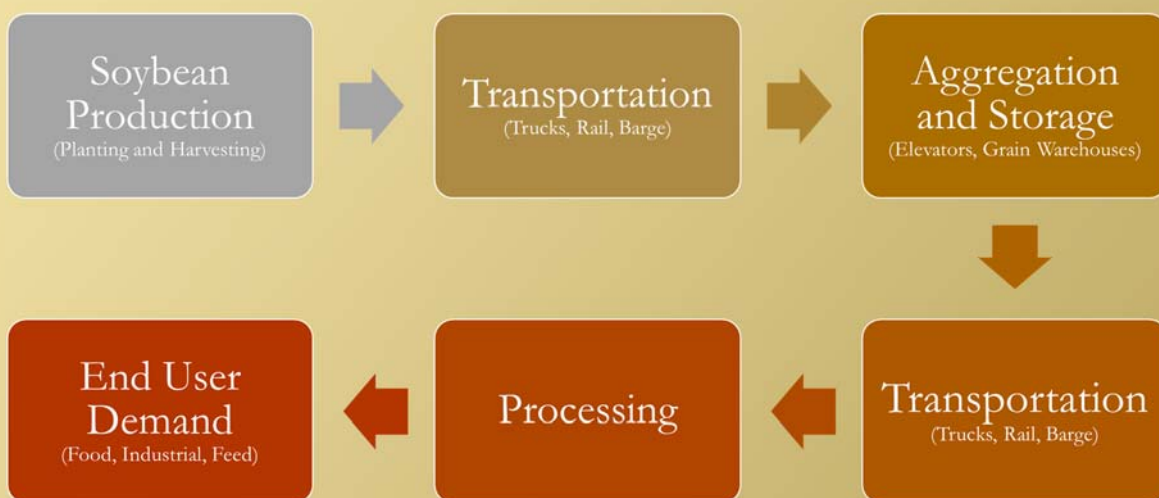 Soybean
Production
(Planting and Harvesting)
Transportation
(Trucks, Rail, Barge)
Aggregation
and Storage
(Elevators, Grain Warehouses)
Transportation
(Trucks, Rail, Barge)
Processing
End User
Demand
(Food, Industrial, Feed)